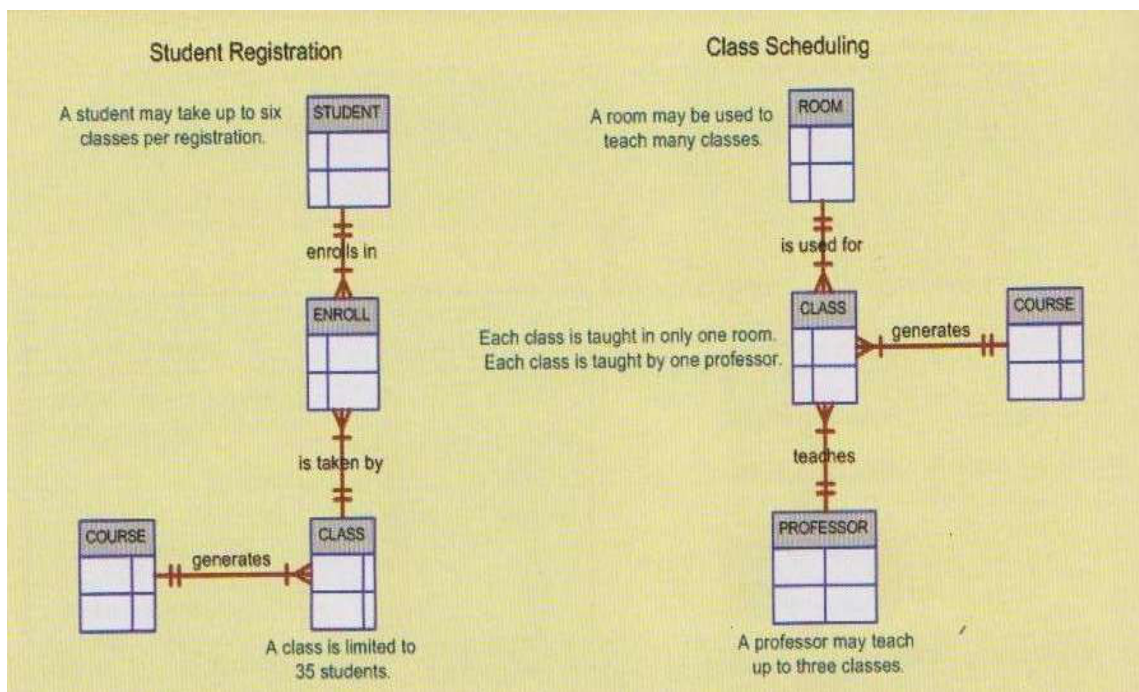 Student Registration
A student may take up to six
classes per registration.
STUDENT
enrolls in
ENROLL
is taken by
COURSE
generates
CLASS
A class is limited to
35 students.
Class Scheduling
A room may be used to
teach many classes.
ROOM
is used for
Each class is taught in only one room.
Each class is taught by one professor.
CLASS
generates
COURSE
teaches
PROFESSOR
A professor may teach
up to three classes.